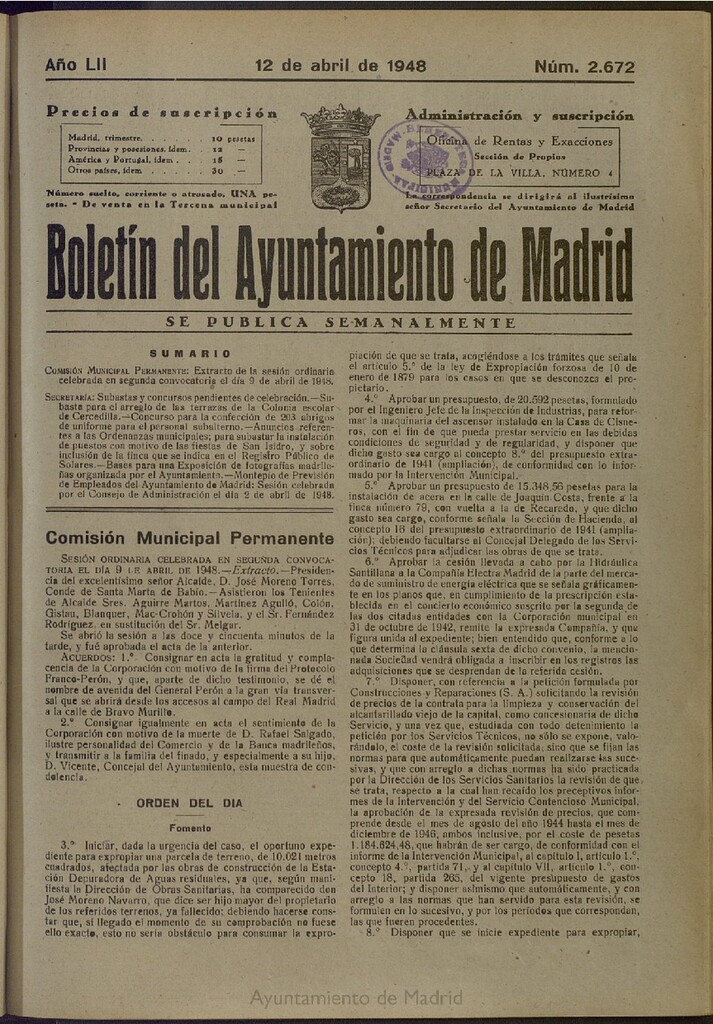 Año LII
12 de abril de 1948
Núm. 2.672
Precios de suscripción
Madrid, trimestre. . . . . . 10 pesetas
Provincias y posesiones, ídem. . 12 —
América y Portugal, ídem . . . 15 —
Otros países, ídem . . . . . 30 —
Número suelto, corriente o atrasado, UNA pe-
seta. - De venta en la Tercena municipal
Administración y suscripción
Oficina de Rentas y Exacciones
Sección de Propios
PLAZA DE LA VILLA, NÚMERO 4
La correspondencia se dirigirá al ilustrísimo
señor Secretario del Ayuntamiento de Madrid
Boletín del Ayuntamiento de Madrid
SE PUBLICA SEMANALMENTE
SUMARIO
COMISIÓN MUNICIPAL PERMANENTE: Extracto de la sesión ordinaria
celebrada en segunda convocatoria el día 9 de abril de 1948.
SECRETARÍA: Subastas y concursos pendientes de celebración.—Su-
basta para el arreglo de las terrazas de la Colonia escolar
de Cercedilla.—Concurso para la confección de 203 abrigos
de uniforme para el personal subalterno.—Anuncios referen-
tes a las Ordenanzas municipales; para subastar la instalación
de puestos con motivo de las fiestas de San Isidro, y sobre
inclusión de la finca que se indica en el Registro Público de
Solares.—Bases para una Exposición de fotografías madrile-
ñas organizada por el Ayuntamiento.—Montepío de Previsión
de Empleados del Ayuntamiento de Madrid: Sesión celebrada
por el Consejo de Administración el día 2 de abril de 1948.
Comisión Municipal Permanente
SESIÓN ORDINARIA CELEBRADA EN SEGUNDA CONVOCA-
TORIA EL DÍA 9 DE ABRIL DE 1948.—Extracto.—Presiden-
cia del excelentísimo señor Alcalde, D. José Moreno Torres,
Conde de Santa Marta de Babío.—Asistieron los Tenientes
de Alcalde Sres. Aguirre Martos, Martínez Agulló, Colón,
Gistau, Blanquer, Mac-Crohón y Silvela, y el Sr. Fernández
Rodríguez, en sustitución del Sr. Melgar.
Se abrió la sesión a las doce y cincuenta minutos de la
tarde, y fué aprobada el acta de la anterior.
ACUERDOS: 1.° Consignar en acta la gratitud y compla-
cencia de la Corporación con motivo de la firma del Protocolo
Franco-Perón, y que, aparte de dicho testimonio, se dé el
nombre de avenida del General Perón a la gran vía transver-
sal que se abrirá desde los accesos al campo del Real Madrid
a la calle de Bravo Murillo.
2.° Consignar igualmente en acta el sentimiento de la
Corporación con motivo de la muerte de D. Rafael Salgado,
ilustre personalidad del Comercio y de la Banca madrileños,
y transmitir a la familia del finado, y especialmente a su hijo,
D. Vicente, Concejal del Ayuntamiento, esta muestra de con-
dolencia.
ORDEN DEL DIA
Fomento
3.° Iniciar, dada la urgencia del caso, el oportuno expe-
diente para expropiar una parcela de terreno, de 10.021 metros
cuadrados, afectada por las obras de construcción de la Esta-
ción Depuradora de Aguas residuales, ya que, según mani-
fiesta la Dirección de Obras Sanitarias, ha comparecido don
José Moreno Navarro, que dice ser hijo mayor del propietario
de los referidos terrenos, ya fallecido; debiendo hacerse cons-
tar que, si llegado el momento de su comprobación no fuese
ello exacto, esto no sería obstáculo para consumar la expro-
piación de que se trata, acogiéndose a los trámites que señala
el artículo 5.° de la ley de Expropiación forzosa de 10 de
enero de 1879 para los casos en que se desconozca el pro-
pietario.
4.° Aprobar un presupuesto, de 20.592 pesetas, formulado
por el Ingeniero Jefe de la Inspección de Industrias, para refor-
mar la maquinaria del ascensor instalado en la Casa de Cisne-
ros, con el fin de que pueda prestar servicio en las debidas
condiciones de seguridad y de regularidad, y disponer que
dicho gasto sea cargo al concepto 8.° del presupuesto extra-
ordinario de 1941 (ampliación), de conformidad con lo infor-
mado por la Intervención Municipal.
5.° Aprobar un presupuesto de 15.348,56 pesetas para la
instalación de acera en la calle de Joaquín Costa, frente a la
finca número 79, con vuelta a la de Recaredo, y que dicho
gasto sea cargo, conforme señala la Sección de Hacienda, al
concepto 16 del presupuesto extraordinario de 1941 (amplia-
ción); debiendo facultarse al Concejal Delegado de los Servi-
cios Técnicos para adjudicar las obras de que se trata.
6.° Aprobar la cesión llevada a cabo por la Hidráulica
Santillana a la Compañía Electra Madrid de la parte del merca-
do de suministro de energía eléctrica que se señala gráficamen-
te en los planos que, en cumplimiento de la prescripción esta-
blecida en el concierto económico suscrito por la segunda de
las dos citadas entidades con la Corporación municipal en
31 de octubre de 1942, remite la expresada Compañía, y que
figura unida al expediente; bien entendido que, conforme a lo
que determina la cláusula sexta de dicho convenio, la mencio-
nada Sociedad vendrá obligada a inscribir en los registros las
adquisiciones que se desprendan de la referida cesión.
7.° Disponer, con referencia a la petición formulada por
Construcciones y Reparaciones (S. A.) solicitando la revisión
de precios de la contrata para la limpieza y conservación del
alcantarillado viejo de la capital, como concesionaria de dicho
Servicio, y una vez que, estudiada con todo detenimiento la
petición por los Servicios Técnicos, no sólo se expone, valo-
rándolo, el coste de la revisión solicitada, sino que se fijan las
normas para que automáticamente puedan realizarse las suce-
sivas, y que con arreglo a dichas normas ha sido practicada
por la Dirección de los Servicios Sanitarios la revisión de que
se trata, respecto a la cual han recaído los preceptivos infor-
mes de la Intervención y del Servicio Contencioso Municipal,
la aprobación de la expresada revisión de precios, que com-
prende desde el mes de agosto del año 1944 hasta el mes de
diciembre de 1946, ambos inclusive, por el coste de pesetas
1.184.624,48, que habrán de ser cargo, de conformidad con el
informe de la Intervención Municipal, al capítulo I, artículo 1.°,
concepto 4.°, partida 71, y al capítulo VII, artículo 1.°, con-
cepto 18, partida 265, del vigente presupuesto de gastos
del Interior; y disponer asimismo que automáticamente, y con
arreglo a las normas que han servido para esta revisión, se
formulen en lo sucesivo, y por los períodos que correspondan,
las que fueren procedentes.
8.° Disponer que se inicie expediente para expropiar,
Ayuntamiento de Madrid